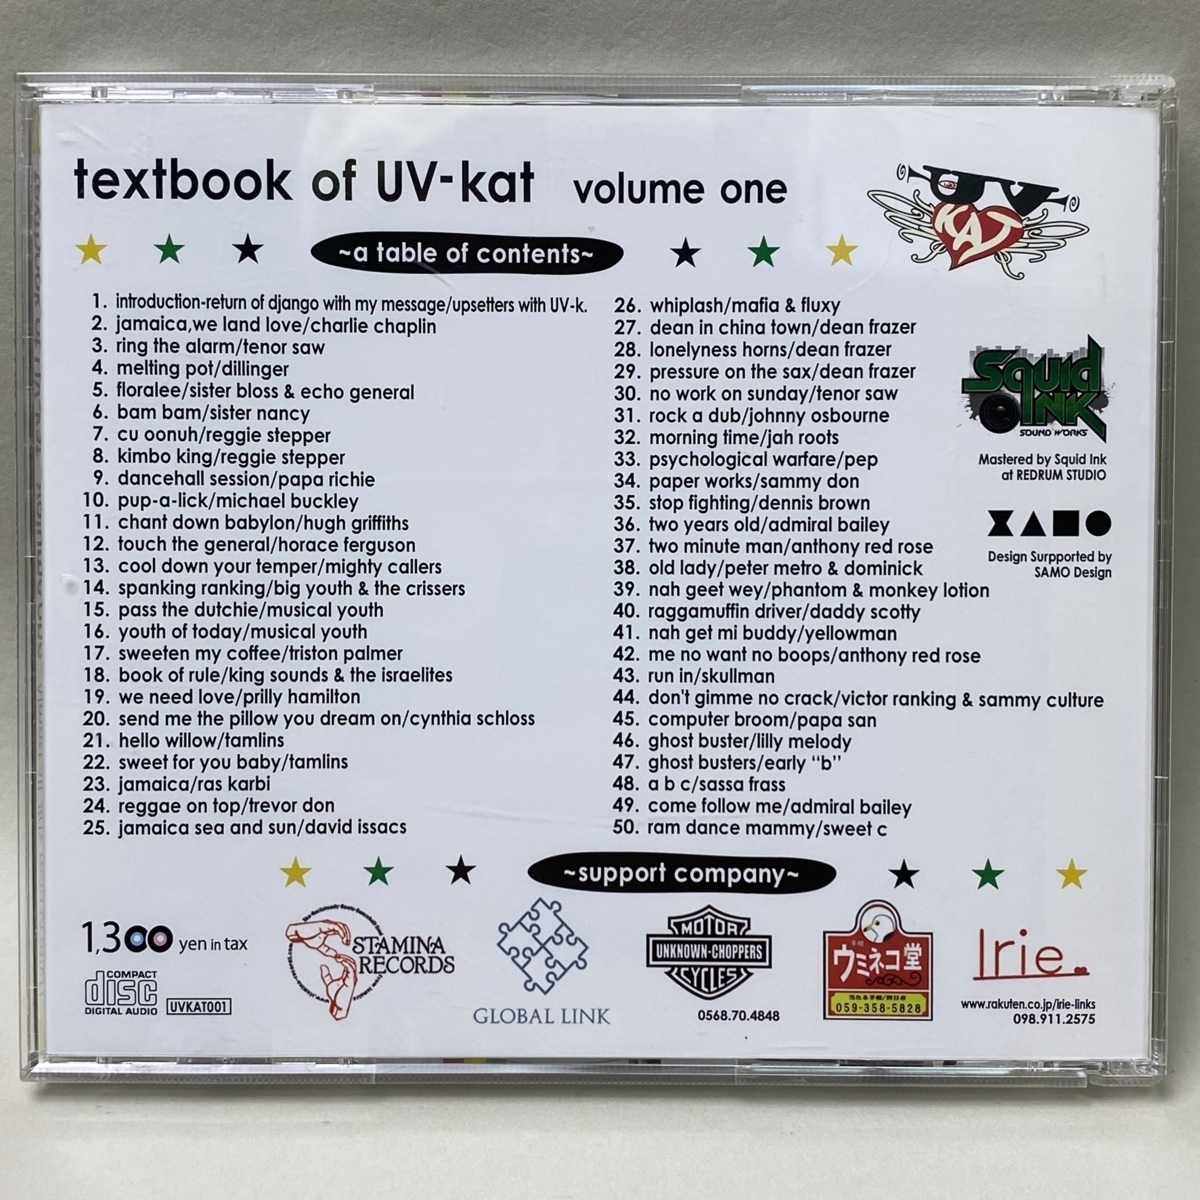 textbook of UV-kat volume one
UV
KAT
~a table of contents~
1. introduction-return of django with my message/upsetters with UV-k.
2. jamaica,we land love/charlie chaplin
3. ring the alarm/tenor saw
4. melting pot/dillinger
5. floralee/sister bloss & echo general
6. bam bam/sister nancy
7. cu oonuh/reggie stepper
8. kimbo king/reggie stepper
9. dancehall session/papa richie
10. pup-a-lick/michael buckley
11. chant down babylon/hugh griffiths
12. touch the general/horace ferguson
13. cool down your temper/mighty callers
14. spanking ranking/big youth & the crissers
15. pass the dutchie/musical youth
16. youth of today/musical youth
17. sweeten my coffee/triston palmer
18. book of rule/king sounds & the israelites
19. we need love/prilly hamilton
20. send me the pillow you dream on/cynthia schloss
21. hello willow/tamlins
22. sweet for you baby/tamlins
23. jamaica/ras karbi
24. reggae on top/trevor don
25. jamaica sea and sun/david issacs
26. whiplash/mafia & fluxy
27. dean in china town/dean frazer
28. lonelyness horns/dean frazer
29. pressure on the sax/dean frazer
30. no work on sunday/tenor saw
31. rock a dub/johnny osbourne
32. morning time/jah roots
33. psychological warfare/pep
34. paper works/sammy don
35. stop fighting/dennis brown
36. two years old/admiral bailey
37. two minute man/anthony red rose
38. old lady/peter metro & dominick
39. nah geet wey/phantom & monkey lotion
40. raggamuffin driver/daddy scotty
41. nah get mi buddy/yellowman
42. me no want no boops/anthony red rose
43. run in/skullman
44. don't gimme no crack/victor ranking & sammy culture
45. computer broom/papa san
46. ghost buster/lilly melody
47. ghost busters/early "b"
48. a b c/sassa frass
49. come follow me/admiral bailey
50. ram dance mammy/sweet c
Squid
INK
SOUND WORKS
Mastered by Squid Ink
at REDRUM STUDIO
Design Surpported by
SAMO Design
~support company~
1,300 yen in tax
COMPACT
disc
DIGITAL AUDIO
UVKAT001
STAMINA
RECORDS
GLOBAL LINK
MOTOR
UNKNOWN-CHOPPERS
CYCLES
0568.70.4848
手相
ウミネコ堂
当たる手相/四日市
059-358-5828
Irie
www.rakuten.co.jp/irie-links
098.911.2575